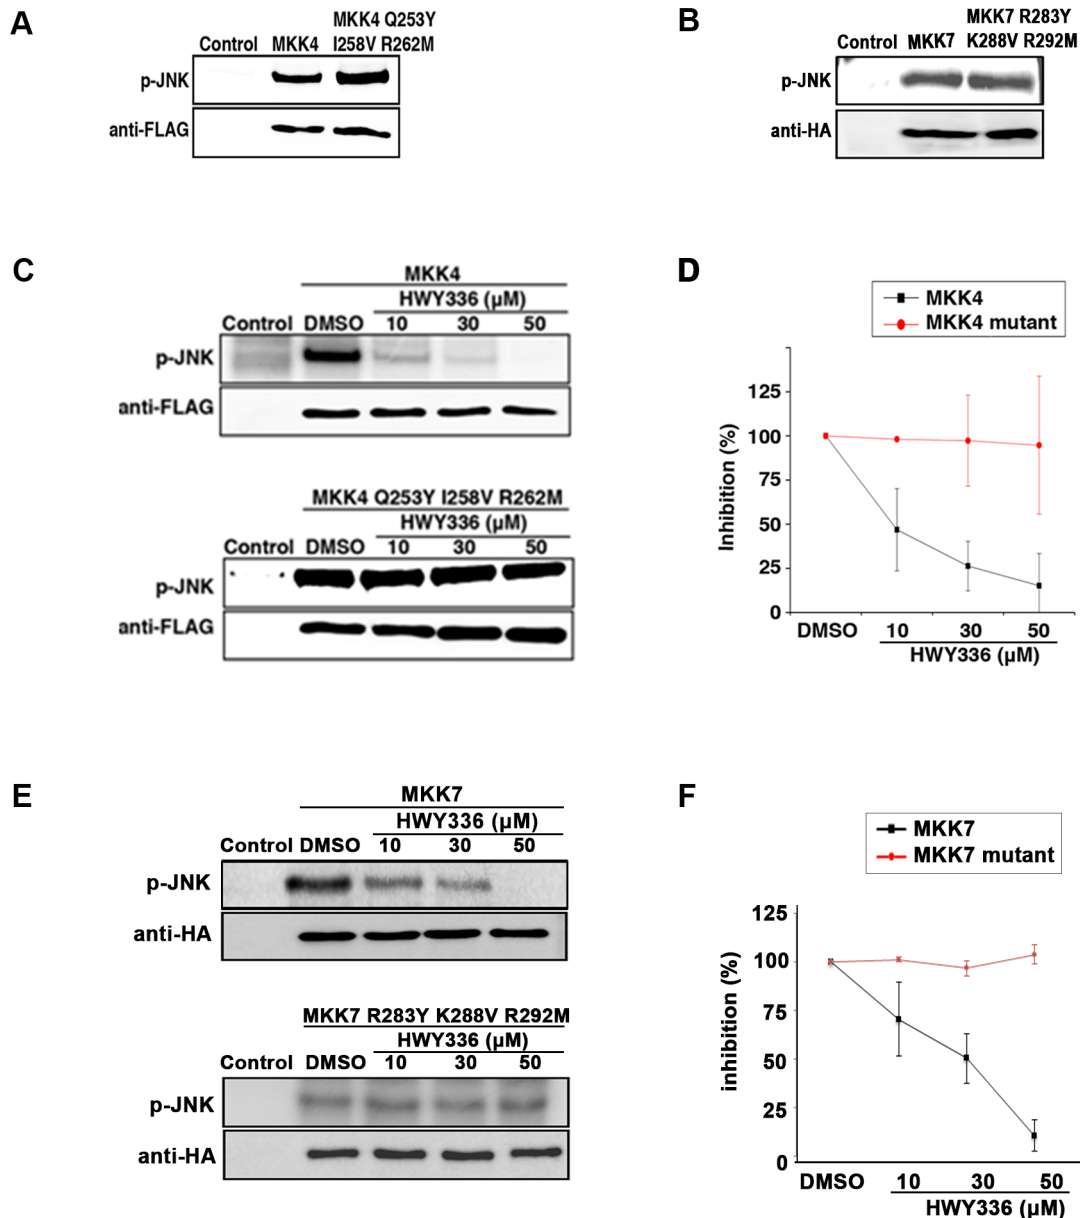 A
MKK4 Q253Y
Control MKK4 I258V R262M
p-JNK
anti-FLAG
B
MKK7 R283Y
Control MKK7 K288V R292M
p-JNK
anti-HA
C
MKK4
HWY336 (µM)
Control DMSO 10 30 50
p-JNK
anti-FLAG
MKK4 Q253Y I258V R262M
HWY336 (µM)
Control DMSO 10 30 50
p-JNK
anti-FLAG
D
MKK4
MKK4 mutant
Inhibition (%)
125
100
75
50
25
0
DMSO 10 30 50
HWY336 (µM)
E
MKK7
HWY336 (µM)
Control DMSO 10 30 50
p-JNK
anti-HA
MKK7 R283Y K288V R292M
HWY336 (µM)
Control DMSO 10 30 50
p-JNK
anti-HA
F
MKK7
MKK7 mutant
inhibition (%)
125
100
75
50
25
0
DMSO 10 30 50
HWY336 (µM)